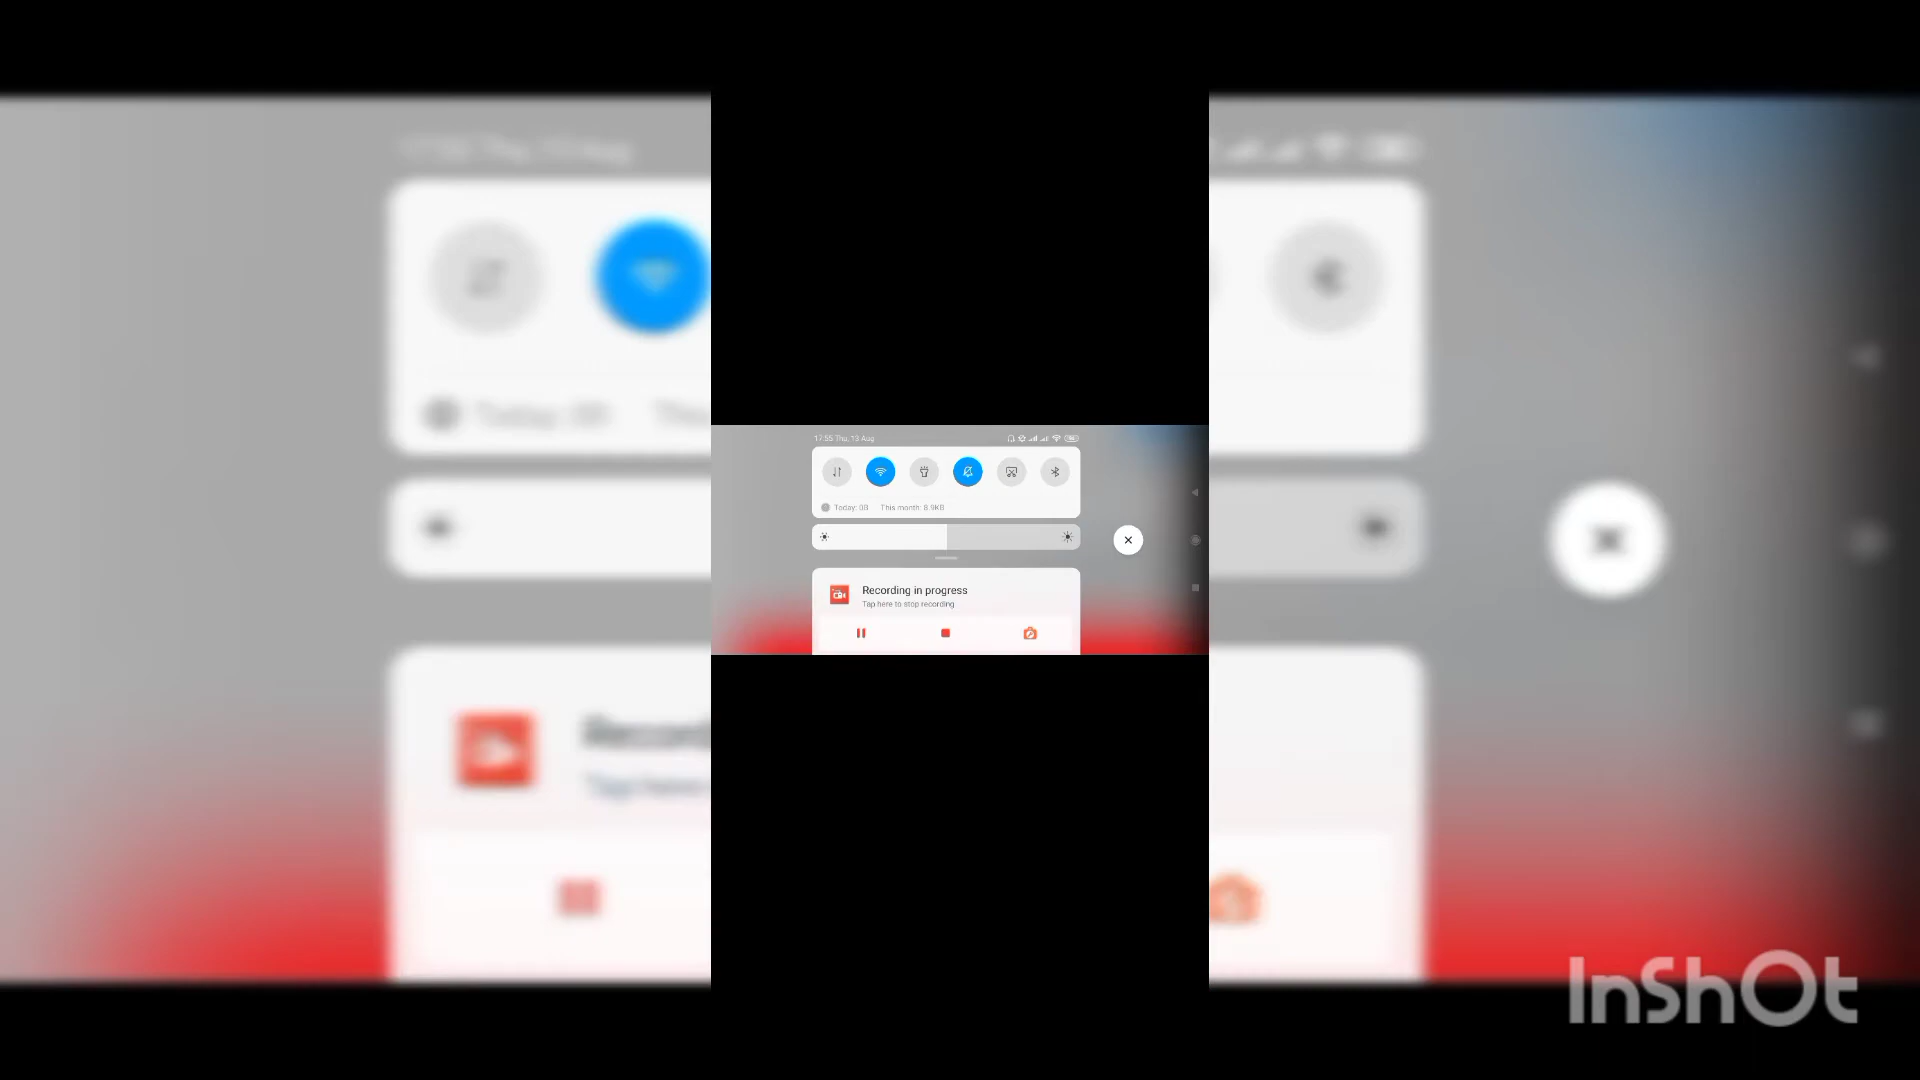 17:55 Thu, 13 Aug
Today: 0B This month: 8.9KB
Recording in progress
Tap here to stop recording
InShOt